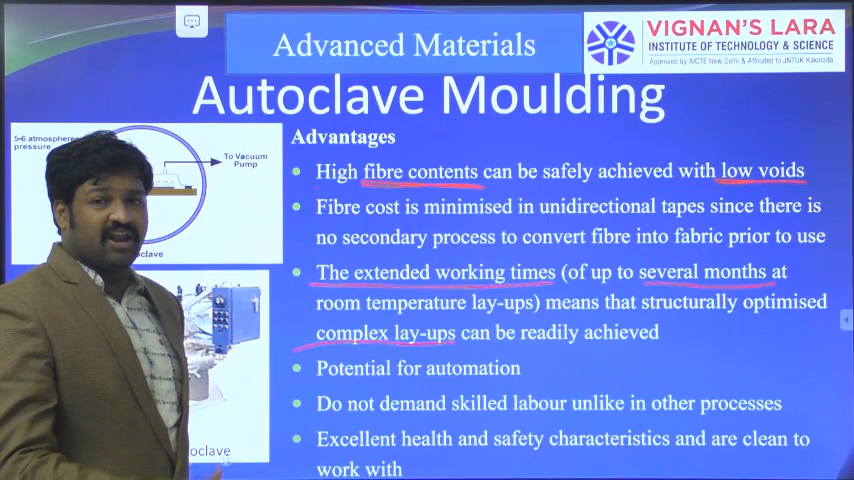 Advanced Materials
VIGNAN'S LARA
INSTITUTE OF TECHNOLOGY & SCIENCE
Approved by AICTE New Delhi & Affiliated to JNTUK Kakinada
Autoclave Moulding
5-6 atmospheres
pressure
To Vacuum
Pump
Advantages
High fibre contents can be safely achieved with low voids
Fibre cost is minimised in unidirectional tapes since there is
no secondary process to convert fibre into fabric prior to use
The extended working times (of up to several months at
room temperature lay-ups) means that structurally optimised
complex lay-ups can be readily achieved
Potential for automation
Do not demand skilled labour unlike in other processes
Excellent health and safety characteristics and are clean to
work with